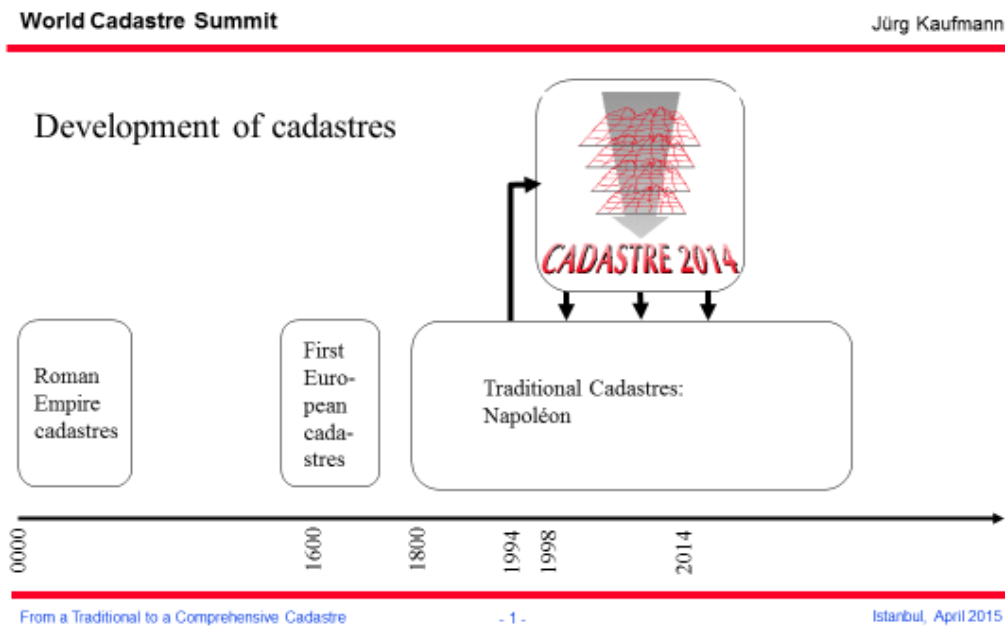 World Cadastre Summit
Jürg Kaufmann
Development of cadastres
CADASTRE 2014
Roman
Empire
cadastres
First
Euro-
pean
cada-
stres
Traditional Cadastres:
Napoléon
0000
1600
1800
1994
1998
2014
From a Traditional to a Comprehensive Cadastre
- 1 -
Istanbul, April 2015